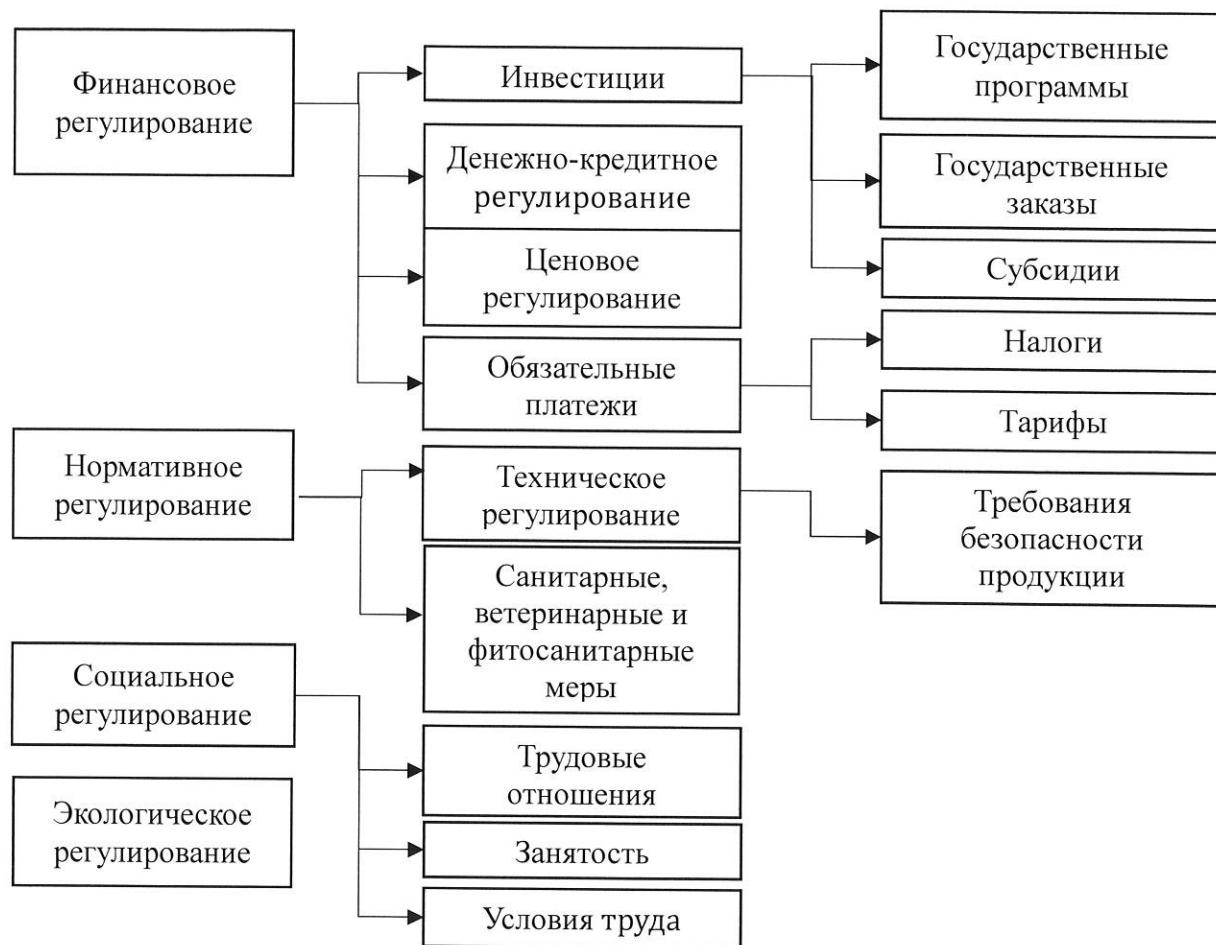 Финансовое
регулирование
Инвестиции
Денежно-кредитное
регулирование
Ценовое
регулирование
Обязательные
платежи
Государственные
программы
Государственные
заказы
Субсидии
Налоги
Тарифы
Нормативное
регулирование
Техническое
регулирование
Санитарные,
ветеринарные и
фитосанитарные
меры
Требования
безопасности
продукции
Социальное
регулирование
Трудовые
отношения
Занятость
Условия труда
Экологическое
регулирование